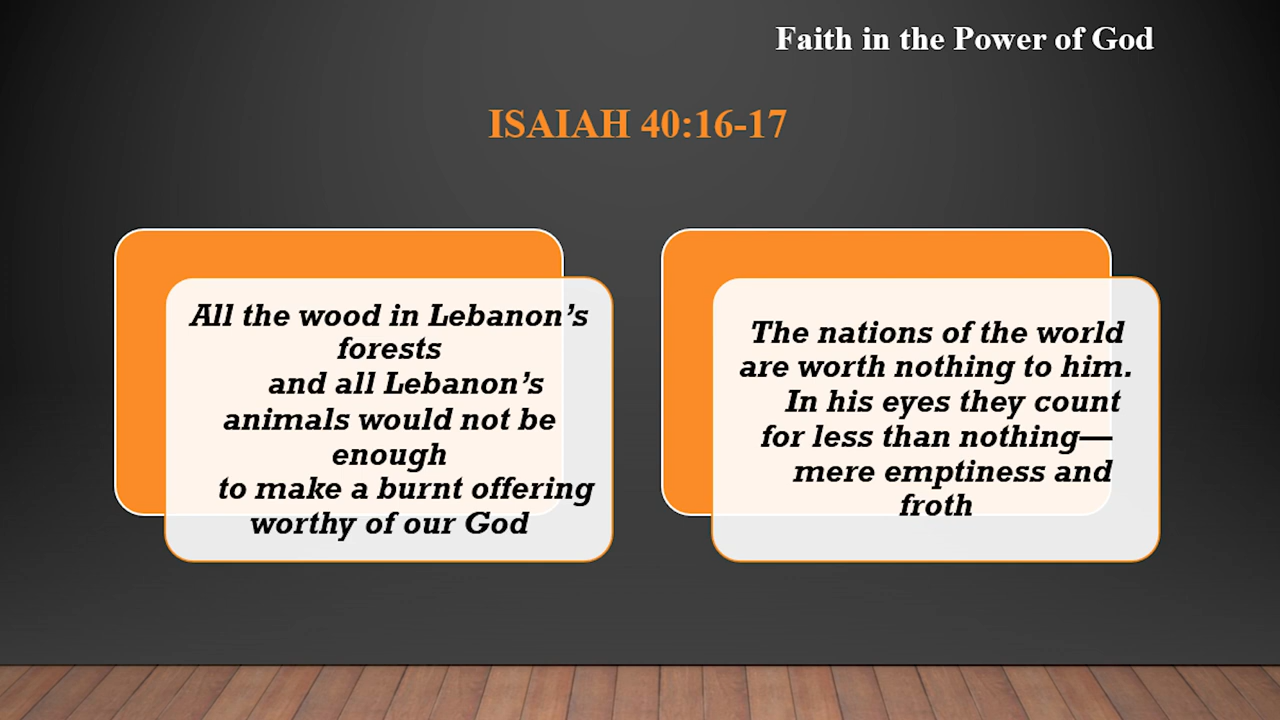 Faith in the Power of God
ISAIAH 40:16-17
All the wood in Lebanon’s
forests
and all Lebanon’s
animals would not be
enough
to make a burnt offering
worthy of our God
The nations of the world
are worth nothing to him.
In his eyes they count
for less than nothing—
mere emptiness and
froth